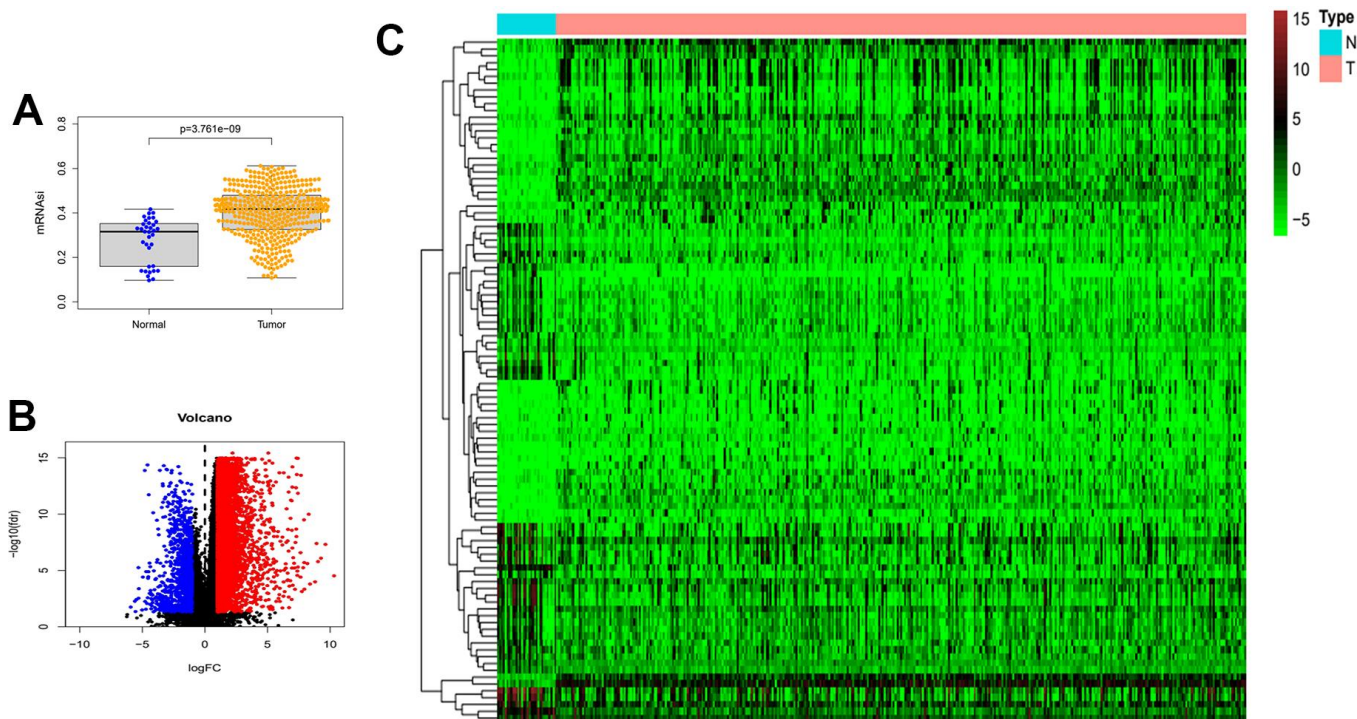 A
p=3.761e−09
mRNAsi
0.8
0.6
0.4
0.2
0.0
Normal
Tumor
B
Volcano
−log10(fdr)
15
10
5
0
−10
−5
0
5
10
logFC
C
15
10
5
0
−5
Type
N
T